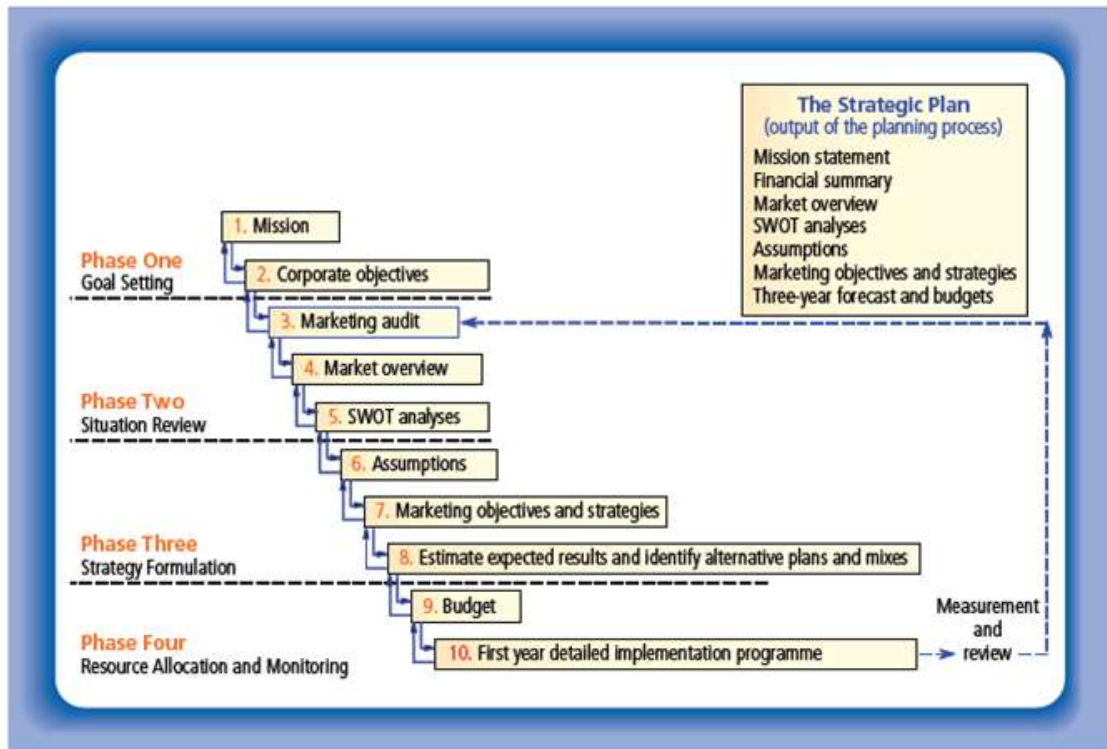 The Strategic Plan
(output of the planning process)
Mission statement
Financial summary
Market overview
SWOT analyses
Assumptions
Marketing objectives and strategies
Three-year forecast and budgets
1. Mission
Phase One
Goal Setting
2. Corporate objectives
3. Marketing audit
4. Market overview
Phase Two
Situation Review
5. SWOT analyses
6. Assumptions
7. Marketing objectives and strategies
Phase Three
Strategy Formulation
8. Estimate expected results and identify alternative plans and mixes
9. Budget
Phase Four
Resource Allocation and Monitoring
10. First year detailed implementation programme
Measurement
and
review